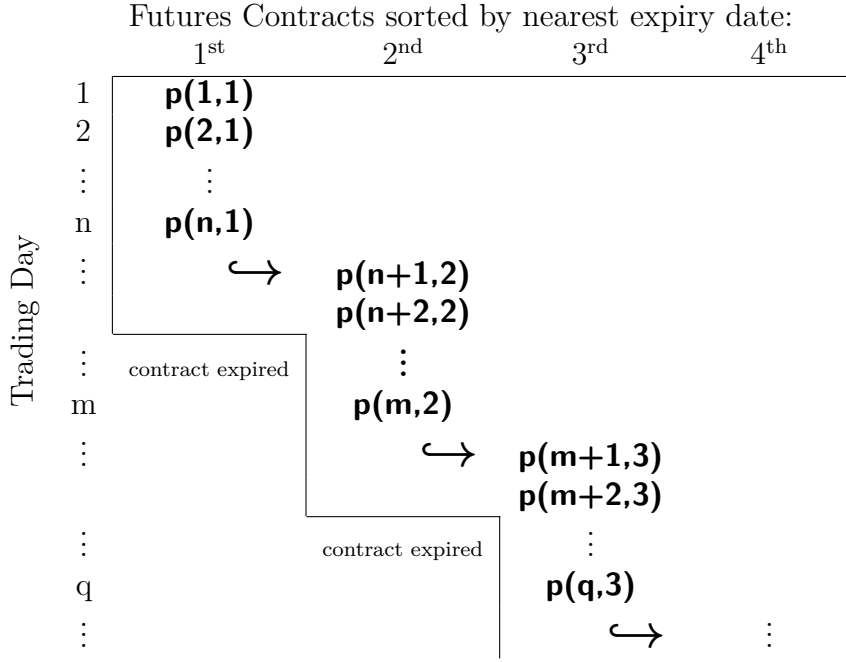 Futures Contracts sorted by nearest expiry date:
1st 2nd 3rd 4th
Trading Day
1 p(1,1)
2 p(2,1)
⋮ ⋮
n p(n,1)
⋮ ↪ p(n+1,2)
p(n+2,2)
⋮ contract expired ⋮
m p(m,2)
⋮ ↪ p(m+1,3)
p(m+2,3)
⋮ contract expired ⋮
q p(q,3)
⋮ ↪ ⋮